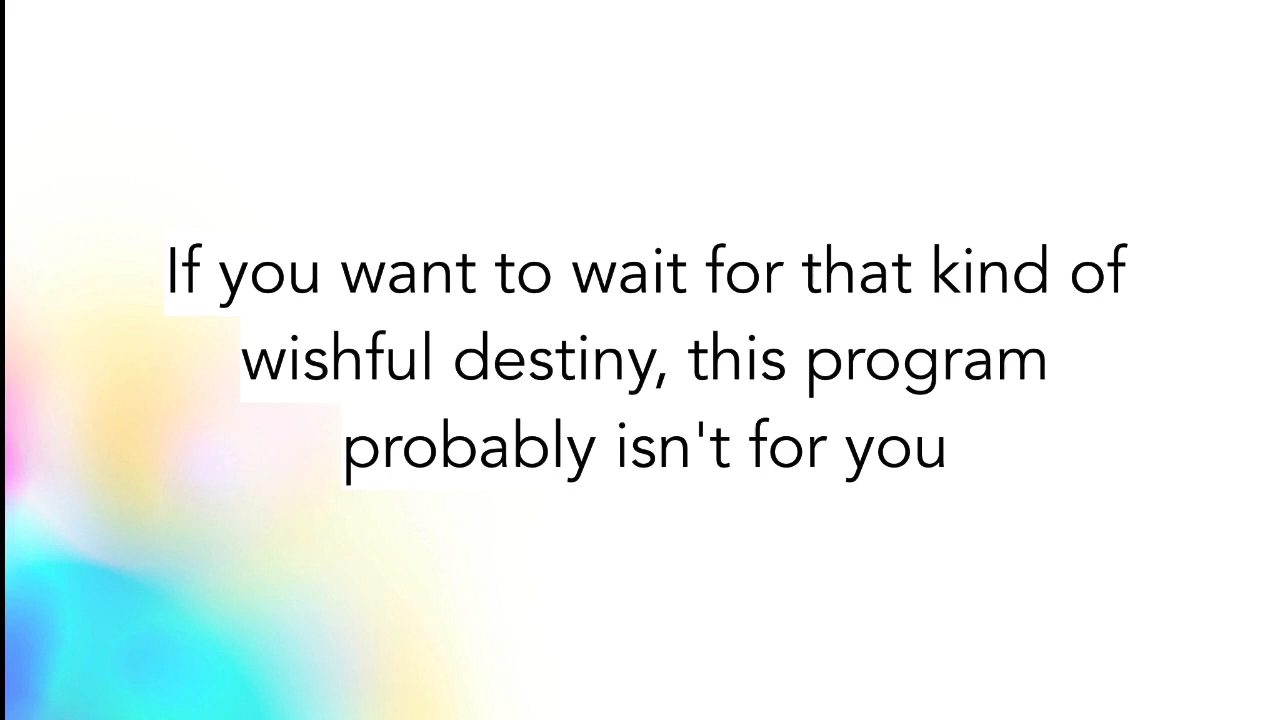 If you want to wait for that kind of
wishful destiny, this program
probably isn't for you